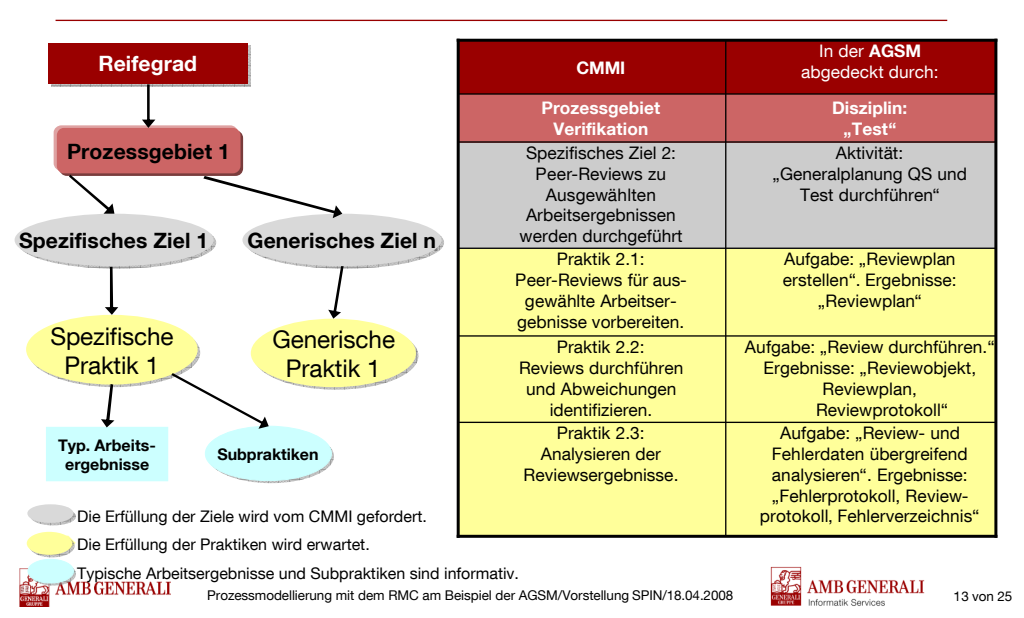 Reifegrad
Prozessgebiet 1
Spezifisches Ziel 1
Generisches Ziel n
Spezifische
Praktik 1
Generische
Praktik 1
Typ. Arbeits-
ergebnisse
Subpraktiken
Die Erfüllung der Ziele wird vom CMMI gefordert.
Die Erfüllung der Praktiken wird erwartet.
Typische Arbeitsergebnisse und Subpraktiken sind informativ.
CMMI
In der AGSM
abgedeckt durch:
Prozessgebiet
Verifikation
Disziplin:
„Test“
Spezifisches Ziel 2:
Peer-Reviews zu
Ausgewählten
Arbeitsergebnissen
werden durchgeführt
Aktivität:
„Generalplanung QS und
Test durchführen“
Praktik 2.1:
Peer-Reviews für aus-
gewählte Arbeitser-
gebnisse vorbereiten.
Aufgabe: „Reviewplan
erstellen“. Ergebnisse:
„Reviewplan“
Praktik 2.2:
Reviews durchführen
und Abweichungen
identifizieren.
Aufgabe: „Review durchführen.“
Ergebnisse: „Reviewobjekt,
Reviewplan,
Reviewprotokoll“
Praktik 2.3:
Analysieren der
Reviewsergebnisse.
Aufgabe: „Review- und
Fehlerdaten übergreifend
analysieren“. Ergebnisse:
„Fehlerprotokoll, Review-
protokoll, Fehlerverzeichnis“
GENERALI
GRUPPE
AMB GENERALI
Prozessmodellierung mit dem RMC am Beispiel der AGSM/Vorstellung SPIN/18.04.2008
GENERALI
GRUPPE
AMB GENERALI
Informatik Services
13 von 25